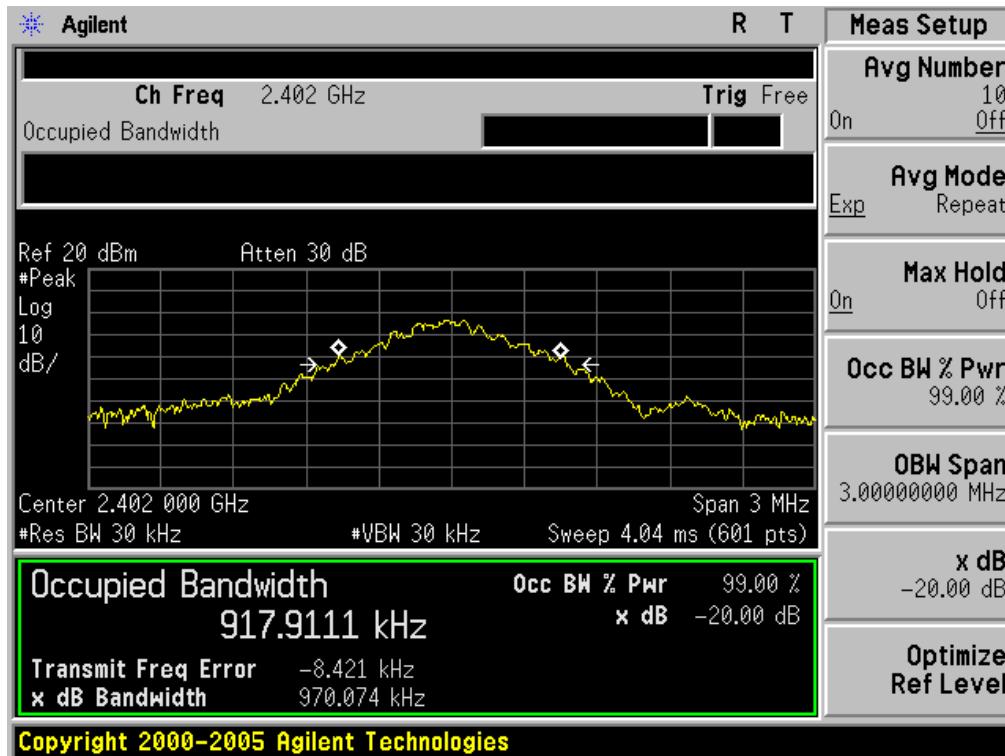 Agilent R T
Ch Freq 2.402 GHz Trig Free
Occupied Bandwidth
Ref 20 dBm Atten 30 dB
#Peak
Log
10
dB/
Center 2.402 000 GHz Span 3 MHz
#Res BW 30 kHz #VBW 30 kHz Sweep 4.04 ms (601 pts)
Occupied Bandwidth
917.9111 kHz
Occ BW % Pwr 99.00 %
x dB -20.00 dB
Transmit Freq Error -8.421 kHz
x dB Bandwidth 970.074 kHz
Copyright 2000-2005 Agilent Technologies
Meas Setup
Avg Number
10
On Off
Avg Mode
Exp Repeat
Max Hold
On Off
Occ BW % Pwr
99.00 %
OBW Span
3.00000000 MHz
x dB
-20.00 dB
Optimize
Ref Level